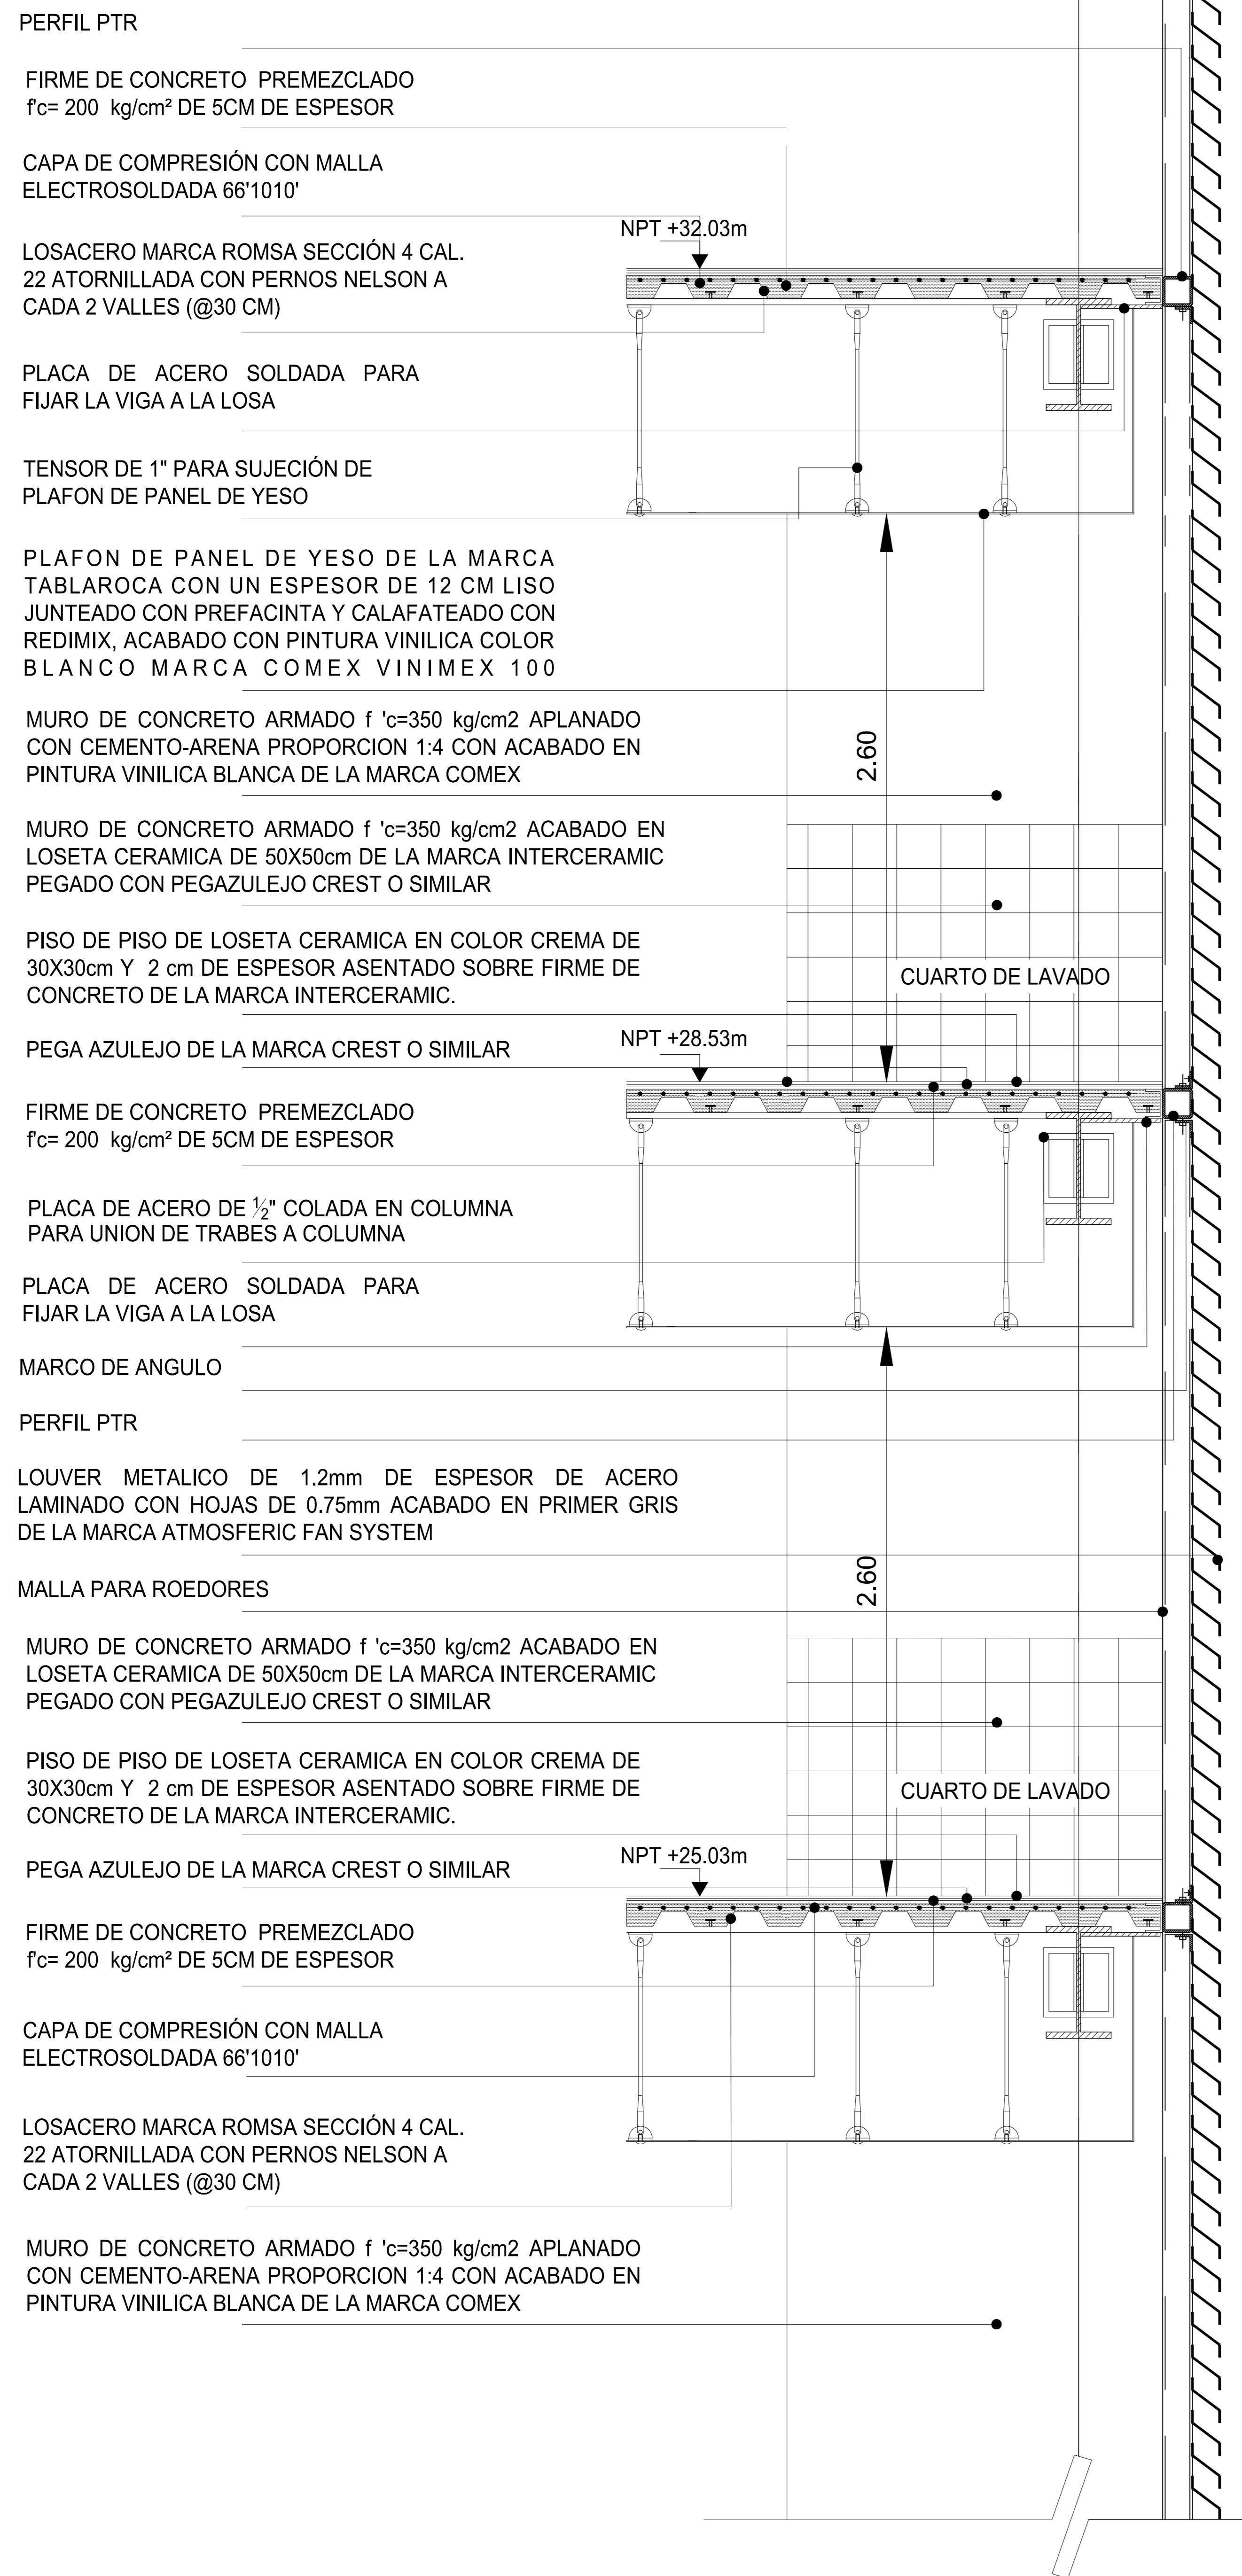 PERFIL PTR
FIRME DE CONCRETO PREMEZCLADO
f'c= 200 kg/cm² DE 5CM DE ESPESOR
CAPA DE COMPRESIÓN CON MALLA
ELECTROSOLDADA 66'1010'
NPT +32.03m
LOSACERO MARCA ROMSA SECCIÓN 4 CAL.
22 ATORNILLADA CON PERNOS NELSON A
CADA 2 VALLES (@30 CM)
PLACA DE ACERO SOLDADA PARA
FIJAR LA VIGA A LA LOSA
TENSOR DE 1" PARA SUJECIÓN DE
PLAFON DE PANEL DE YESO
PLAFON DE PANEL DE YESO DE LA MARCA
TABLAROCA CON UN ESPESOR DE 12 CM LISO
JUNTEADO CON PREFACINTA Y CALAFATEADO CON
REDIMIX, ACABADO CON PINTURA VINILICA COLOR
BLANCO MARCA COMEX VINIMEX 100
MURO DE CONCRETO ARMADO f 'c=350 kg/cm2 APLANADO
CON CEMENTO-ARENA PROPORCION 1:4 CON ACABADO EN
PINTURA VINILICA BLANCA DE LA MARCA COMEX
2.60
MURO DE CONCRETO ARMADO f 'c=350 kg/cm2 ACABADO EN
LOSETA CERAMICA DE 50X50cm DE LA MARCA INTERCERAMIC
PEGADO CON PEGAZULEJO CREST O SIMILAR
PISO DE PISO DE LOSETA CERAMICA EN COLOR CREMA DE
30X30cm Y 2 cm DE ESPESOR ASENTADO SOBRE FIRME DE
CONCRETO DE LA MARCA INTERCERAMIC.
CUARTO DE LAVADO
PEGA AZULEJO DE LA MARCA CREST O SIMILAR
NPT +28.53m
FIRME DE CONCRETO PREMEZCLADO
f'c= 200 kg/cm² DE 5CM DE ESPESOR
PLACA DE ACERO DE ½" COLADA EN COLUMNA
PARA UNION DE TRABES A COLUMNA
PLACA DE ACERO SOLDADA PARA
FIJAR LA VIGA A LA LOSA
MARCO DE ANGULO
PERFIL PTR
LOUVER METALICO DE 1.2mm DE ESPESOR DE ACERO
LAMINADO CON HOJAS DE 0.75mm ACABADO EN PRIMER GRIS
DE LA MARCA ATMOSFERIC FAN SYSTEM
2.60
MALLA PARA ROEDORES
MURO DE CONCRETO ARMADO f 'c=350 kg/cm2 ACABADO EN
LOSETA CERAMICA DE 50X50cm DE LA MARCA INTERCERAMIC
PEGADO CON PEGAZULEJO CREST O SIMILAR
PISO DE PISO DE LOSETA CERAMICA EN COLOR CREMA DE
30X30cm Y 2 cm DE ESPESOR ASENTADO SOBRE FIRME DE
CONCRETO DE LA MARCA INTERCERAMIC.
CUARTO DE LAVADO
PEGA AZULEJO DE LA MARCA CREST O SIMILAR
NPT +25.03m
FIRME DE CONCRETO PREMEZCLADO
f'c= 200 kg/cm² DE 5CM DE ESPESOR
CAPA DE COMPRESIÓN CON MALLA
ELECTROSOLDADA 66'1010'
LOSACERO MARCA ROMSA SECCIÓN 4 CAL.
22 ATORNILLADA CON PERNOS NELSON A
CADA 2 VALLES (@30 CM)
MURO DE CONCRETO ARMADO f 'c=350 kg/cm2 APLANADO
CON CEMENTO-ARENA PROPORCION 1:4 CON ACABADO EN
PINTURA VINILICA BLANCA DE LA MARCA COMEX